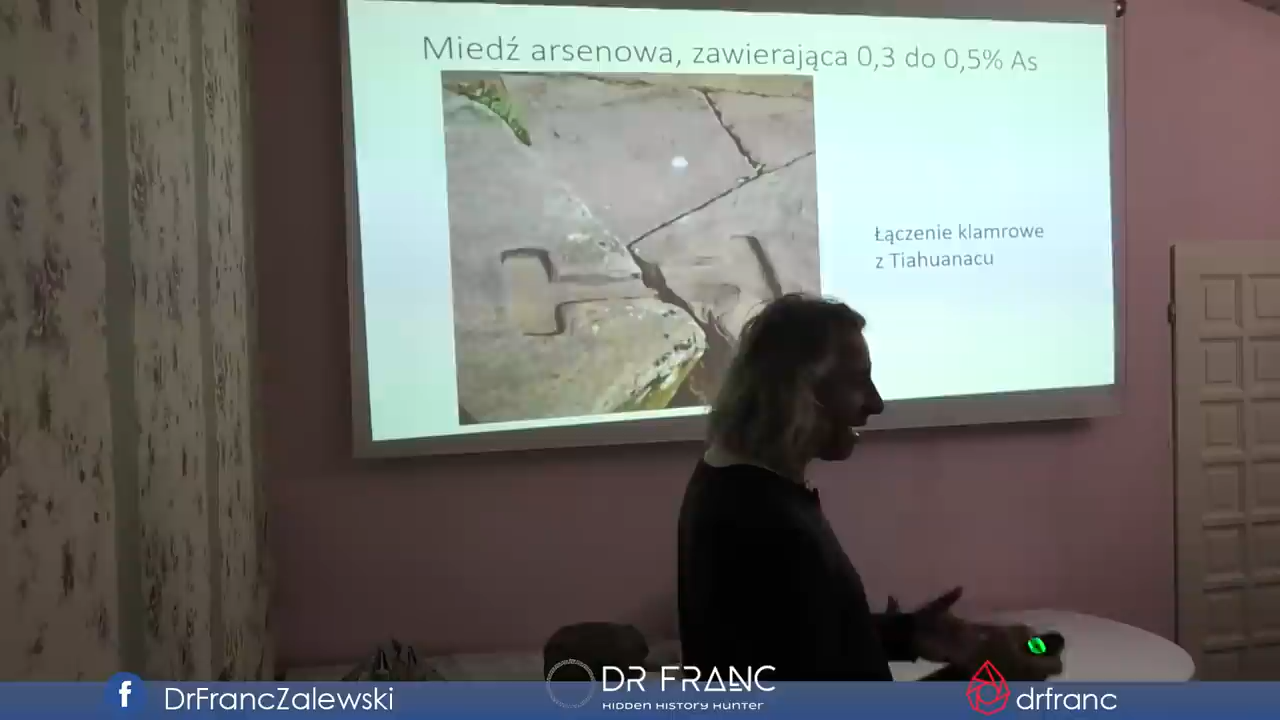 Miedź arsenowa, zawierająca 0,3 do 0,5% As
Łączenie klamrowe
z Tiahuanacu
f DrFrancZalewski
DR FRANC
HIDDEN HISTORY HUNTER
drfranc